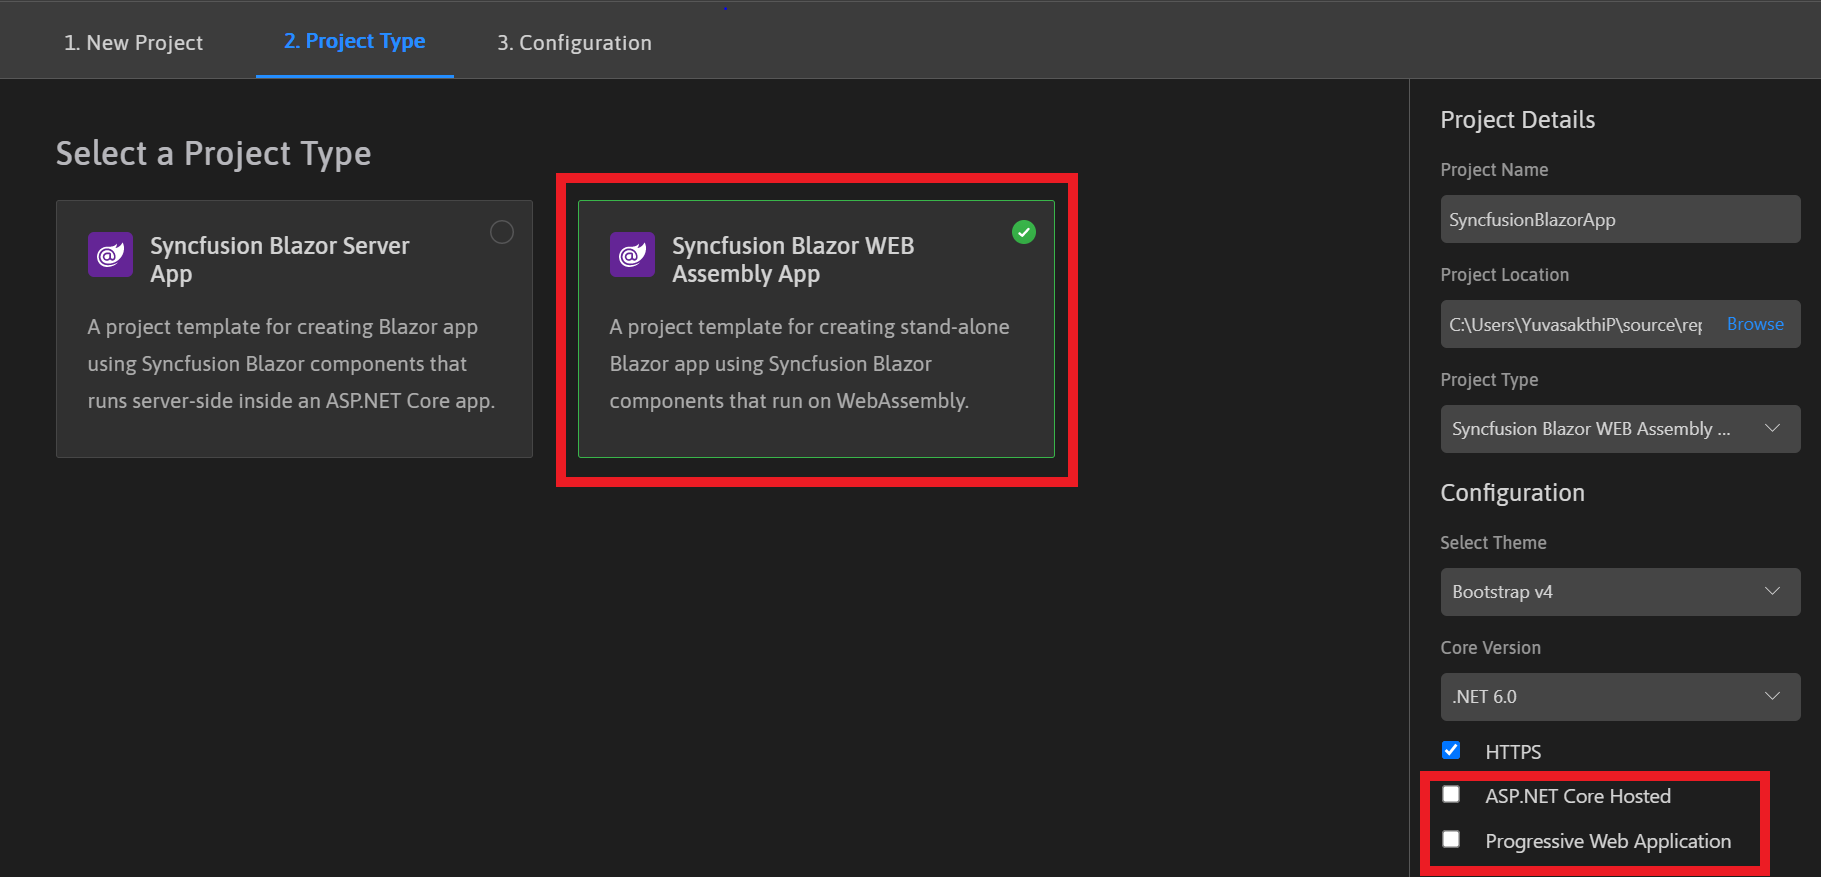 1. New Project
2. Project Type
3. Configuration
Select a Project Type
Syncfusion Blazor Server
App
A project template for creating Blazor app
using Syncfusion Blazor components that
runs server-side inside an ASP.NET Core app.
Syncfusion Blazor WEB
Assembly App
A project template for creating stand-alone
Blazor app using Syncfusion Blazor
components that run on WebAssembly.
Project Details
Project Name
SyncfusionBlazorApp
Project Location
C:\Users\YuvasakthiP\source\rep
Browse
Project Type
Syncfusion Blazor WEB Assembly ...
Configuration
Select Theme
Bootstrap v4
Core Version
.NET 6.0
HTTPS
ASP.NET Core Hosted
Progressive Web Application